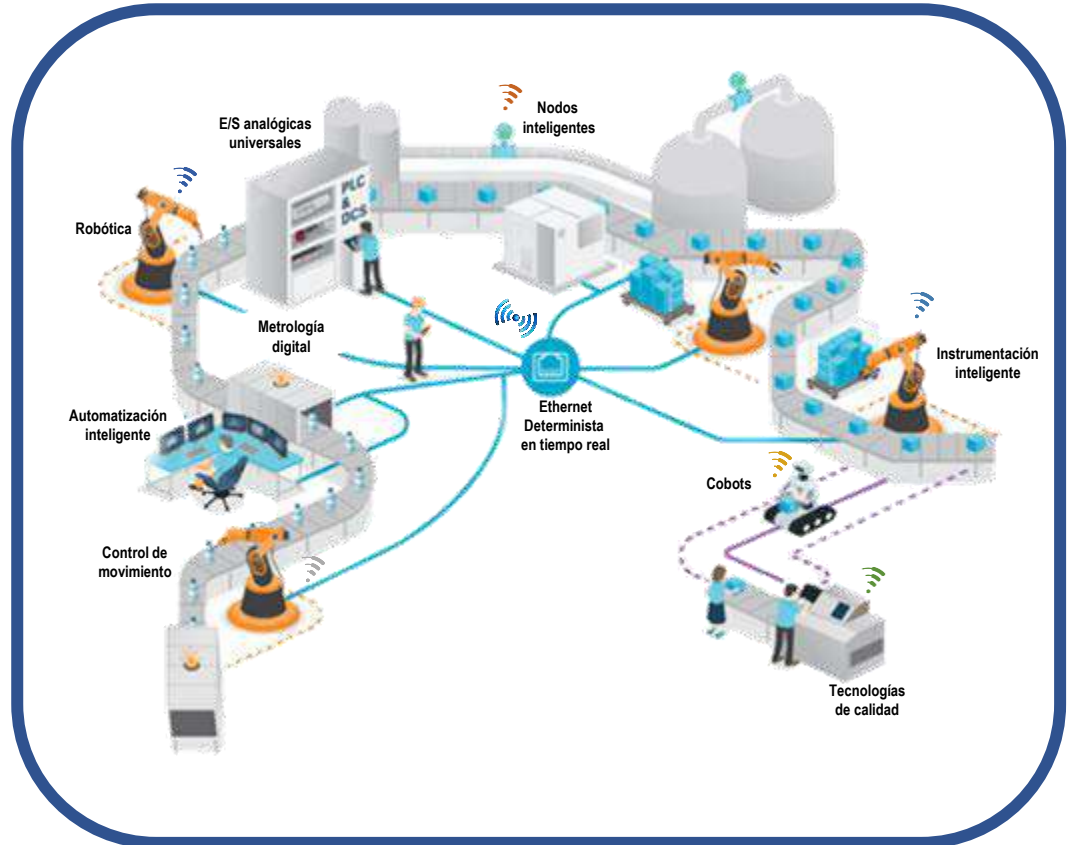 Nodos
inteligentes
E/S analógicas
universales
PLC
&
DCS
Robótica
Metrología
digital
Instrumentación
inteligente
Ethernet
Determinista
en tiempo real
Automatización
inteligente
Cobots
Control de
movimiento
Tecnologías
de calidad